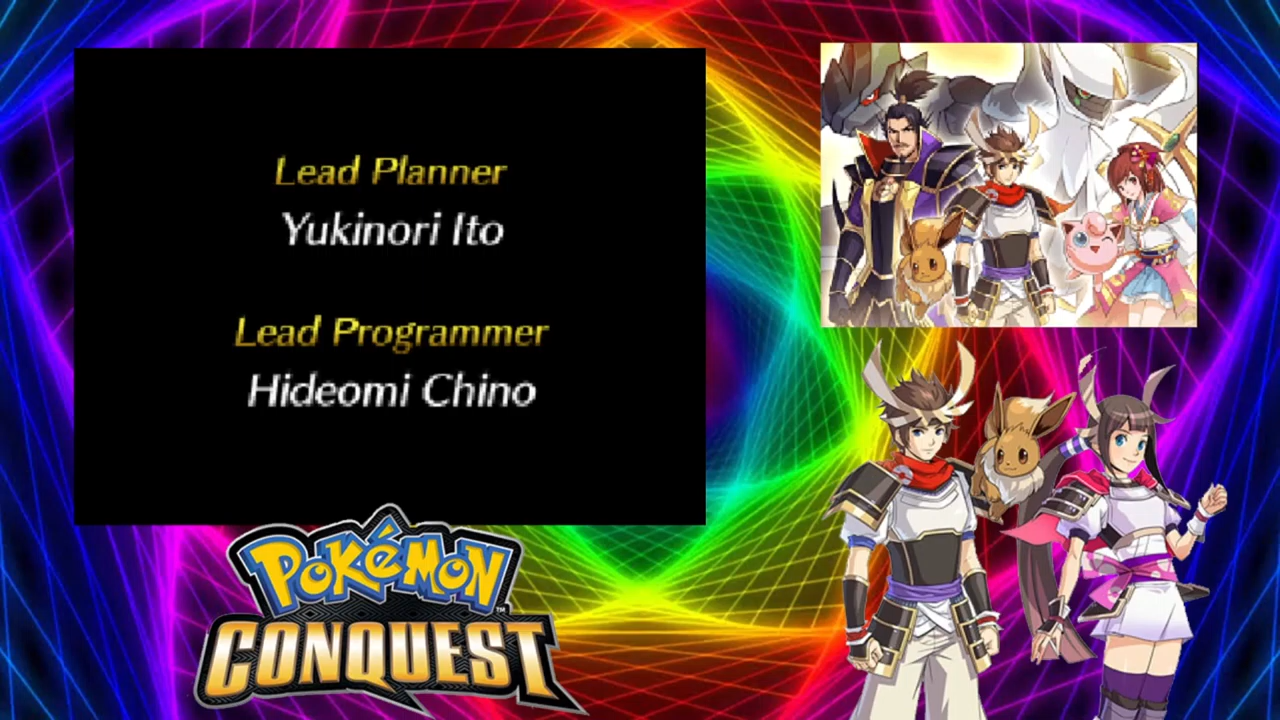 Lead Planner
Yukinori Ito
Lead Programmer
Hideomi Chino
POKéMON
CONQUEST